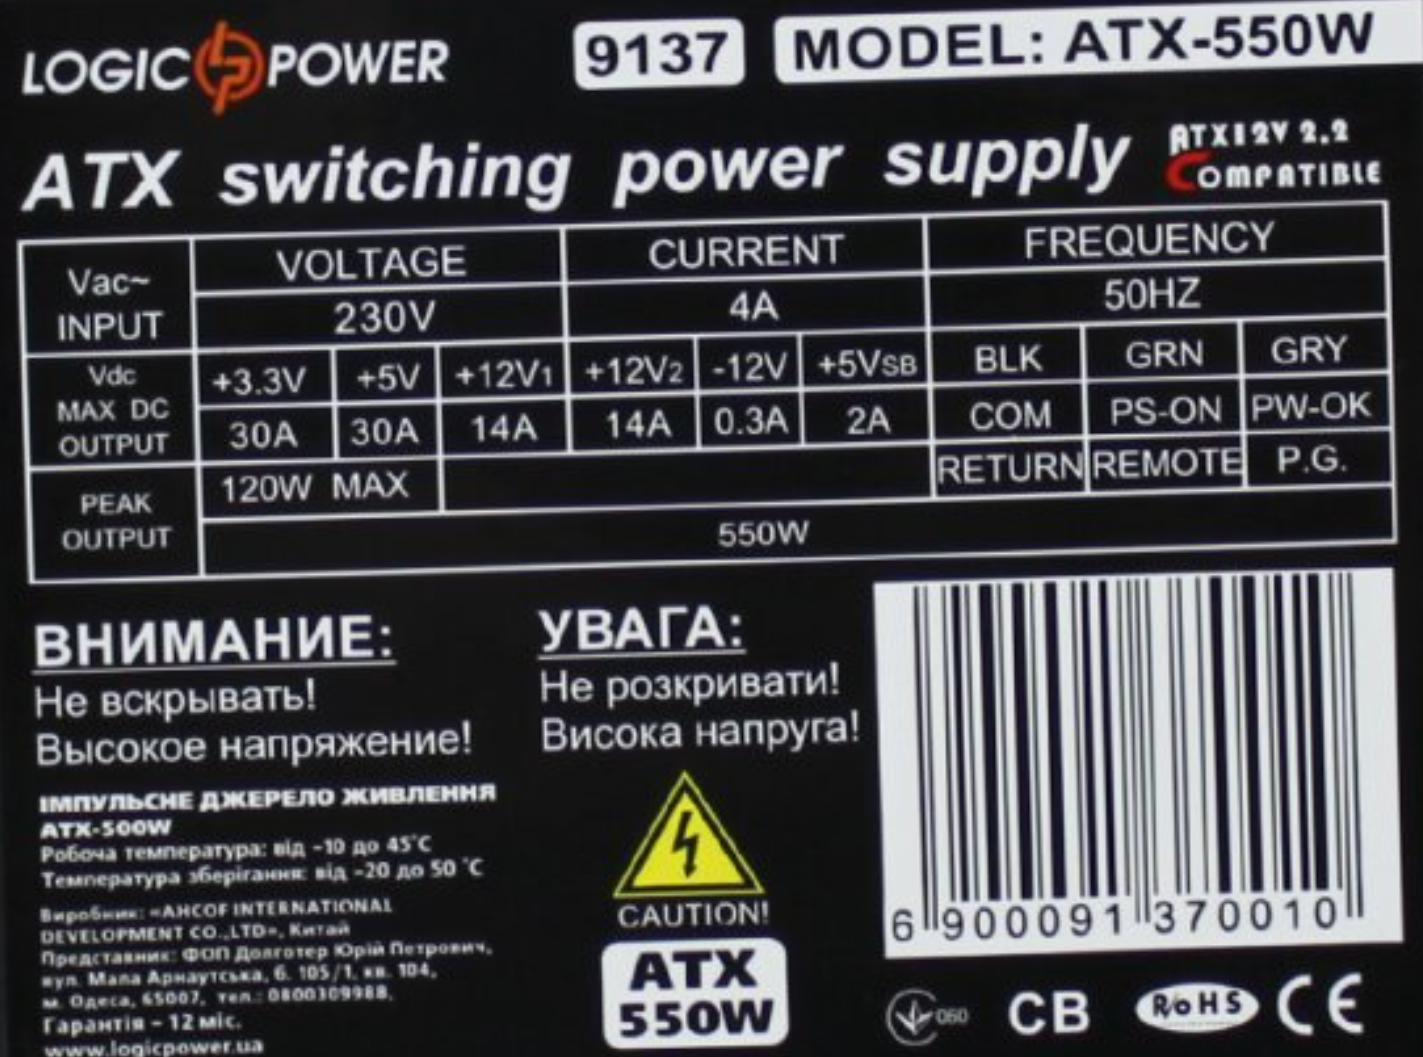 LOGIC POWER
9137
MODEL: ATX-550W
ATX switching power supply
ATX12V 2.2
COMPATIBLE
Vac~ INPUT
VOLTAGE CURRENT FREQUENCY
230V 4A 50HZ
Vdc
MAX DC
OUTPUT
+3.3V +5V +12V1 +12V2 -12V +5VSB BLK GRN GRY
30A 30A 14A 14A 0.3A 2A COM PS-ON PW-OK
RETURN REMOTE P.G.
PEAK
OUTPUT
120W MAX
550W
ВНИМАНИЕ:
Не вскрывать!
Высокое напряжение!
УВАГА:
Не розкривати!
Висока напруга!
ІМПУЛЬСНЕ ДЖЕРЕЛО ЖИВЛЕННЯ
ATX-500W
Робоча температура: від -10 до 45°C
Температура зберігання: від -20 до 50 °C
Виробник: «AHCOF INTERNATIONAL
DEVELOPMENT CO.,LTD», Китай
Представник: ФОП Долготер Юрій Петрович,
вул. Мала Арнаутська, б. 105/1, кв. 104,
м. Одеса, 65007, тел.: 0800309988,
Гарантія – 12 міс.
www.logicpower.ua
CAUTION!
ATX
550W
6 900091 370010
060
CB
RoHS
CE